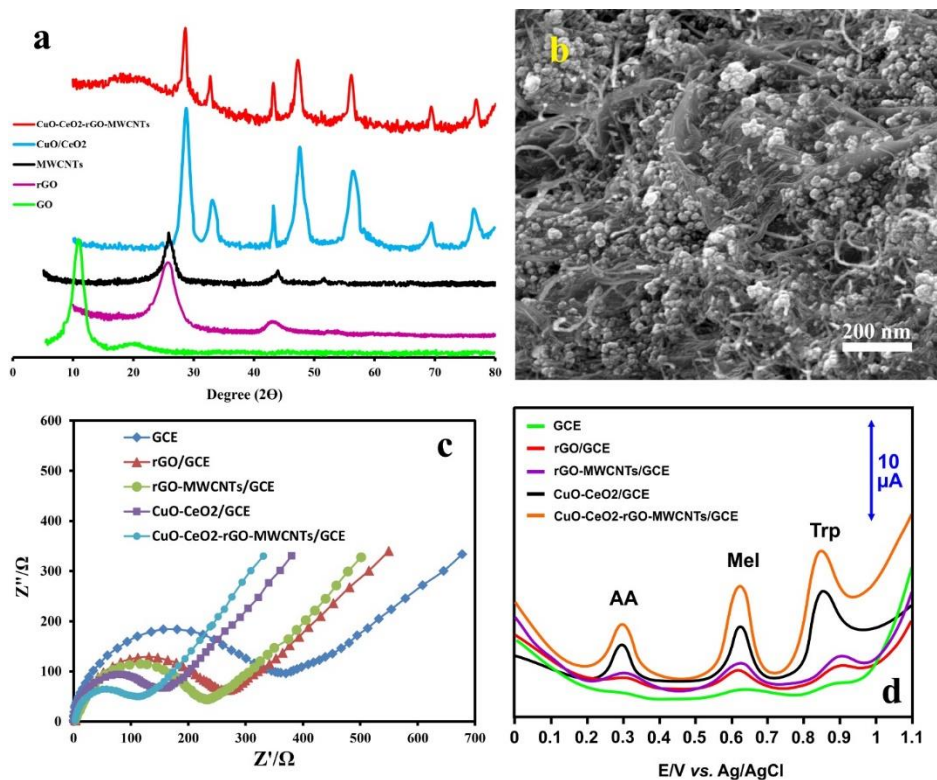 a
CuO-CeO2-rGO-MWCNTs
CuO/CeO2
MWCNTs
rGO
GO
0 10 20 30 40 50 60 70 80
Degree (2Θ)
b
200 nm
c
600
500
400
300
200
100
0
Z''/Ω
GCE
rGO/GCE
rGO-MWCNTs/GCE
CuO-CeO2/GCE
CuO-CeO2-rGO-MWCNTs/GCE
0 100 200 300 400 500 600 700
Z'/Ω
GCE
rGO/GCE
rGO-MWCNTs/GCE
CuO-CeO2/GCE
CuO-CeO2-rGO-MWCNTs/GCE
10
µA
AA
Mel
Trp
d
0 0.1 0.2 0.3 0.4 0.5 0.6 0.7 0.8 0.9 1 1.1
E/V vs. Ag/AgCl